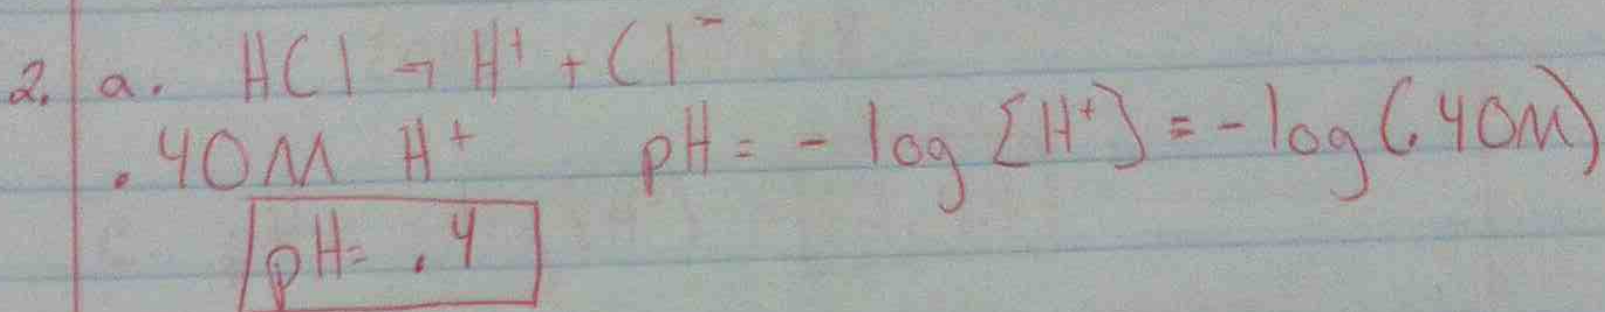 2. a. HCl → H⁺ + Cl⁻
.40M H⁺ pH = - log [H⁺] = - log (.40M)
pH = .4